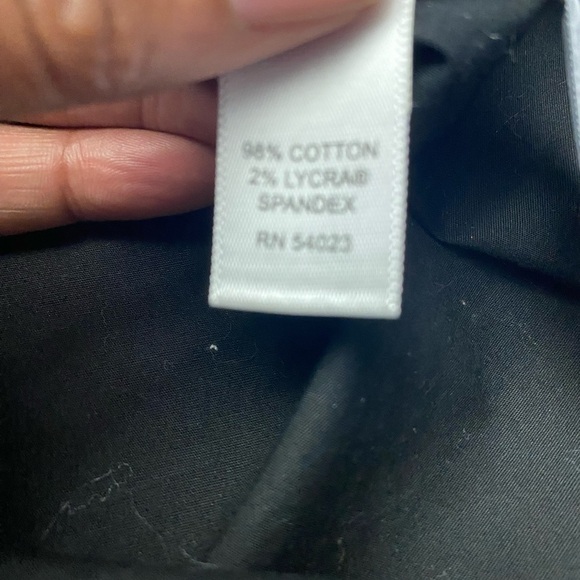 98% COTTON
2% LYCRA®
SPANDEX
RN 54023